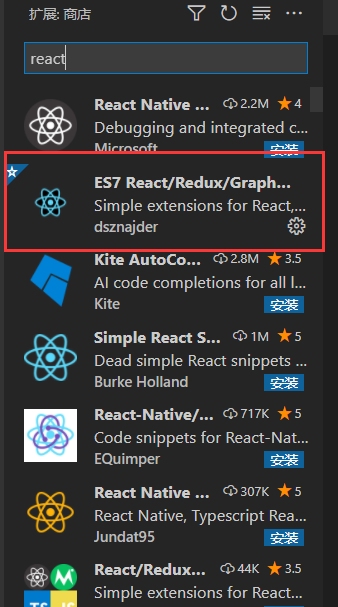 扩展: 商店
react
React Native ... 2.2M 4
Debugging and integrated c...
Microsoft 安装
ES7 React/Redux/Graph...
Simple extensions for React,...
dsznajder
Kite AutoCo... 2.8M 3.5
AI code completions for all l...
Kite 安装
Simple React S... 1M 5
Dead simple React snippets ...
Burke Holland 安装
React-Native/... 717K 5
Code snippets for React-Nat...
EQuimper 安装
React Native ... 307K 5
React Native, Typescript Rea...
Jundat95 安装
React/Redux... 44K 3.5
Simple extensions for React...
TS JS